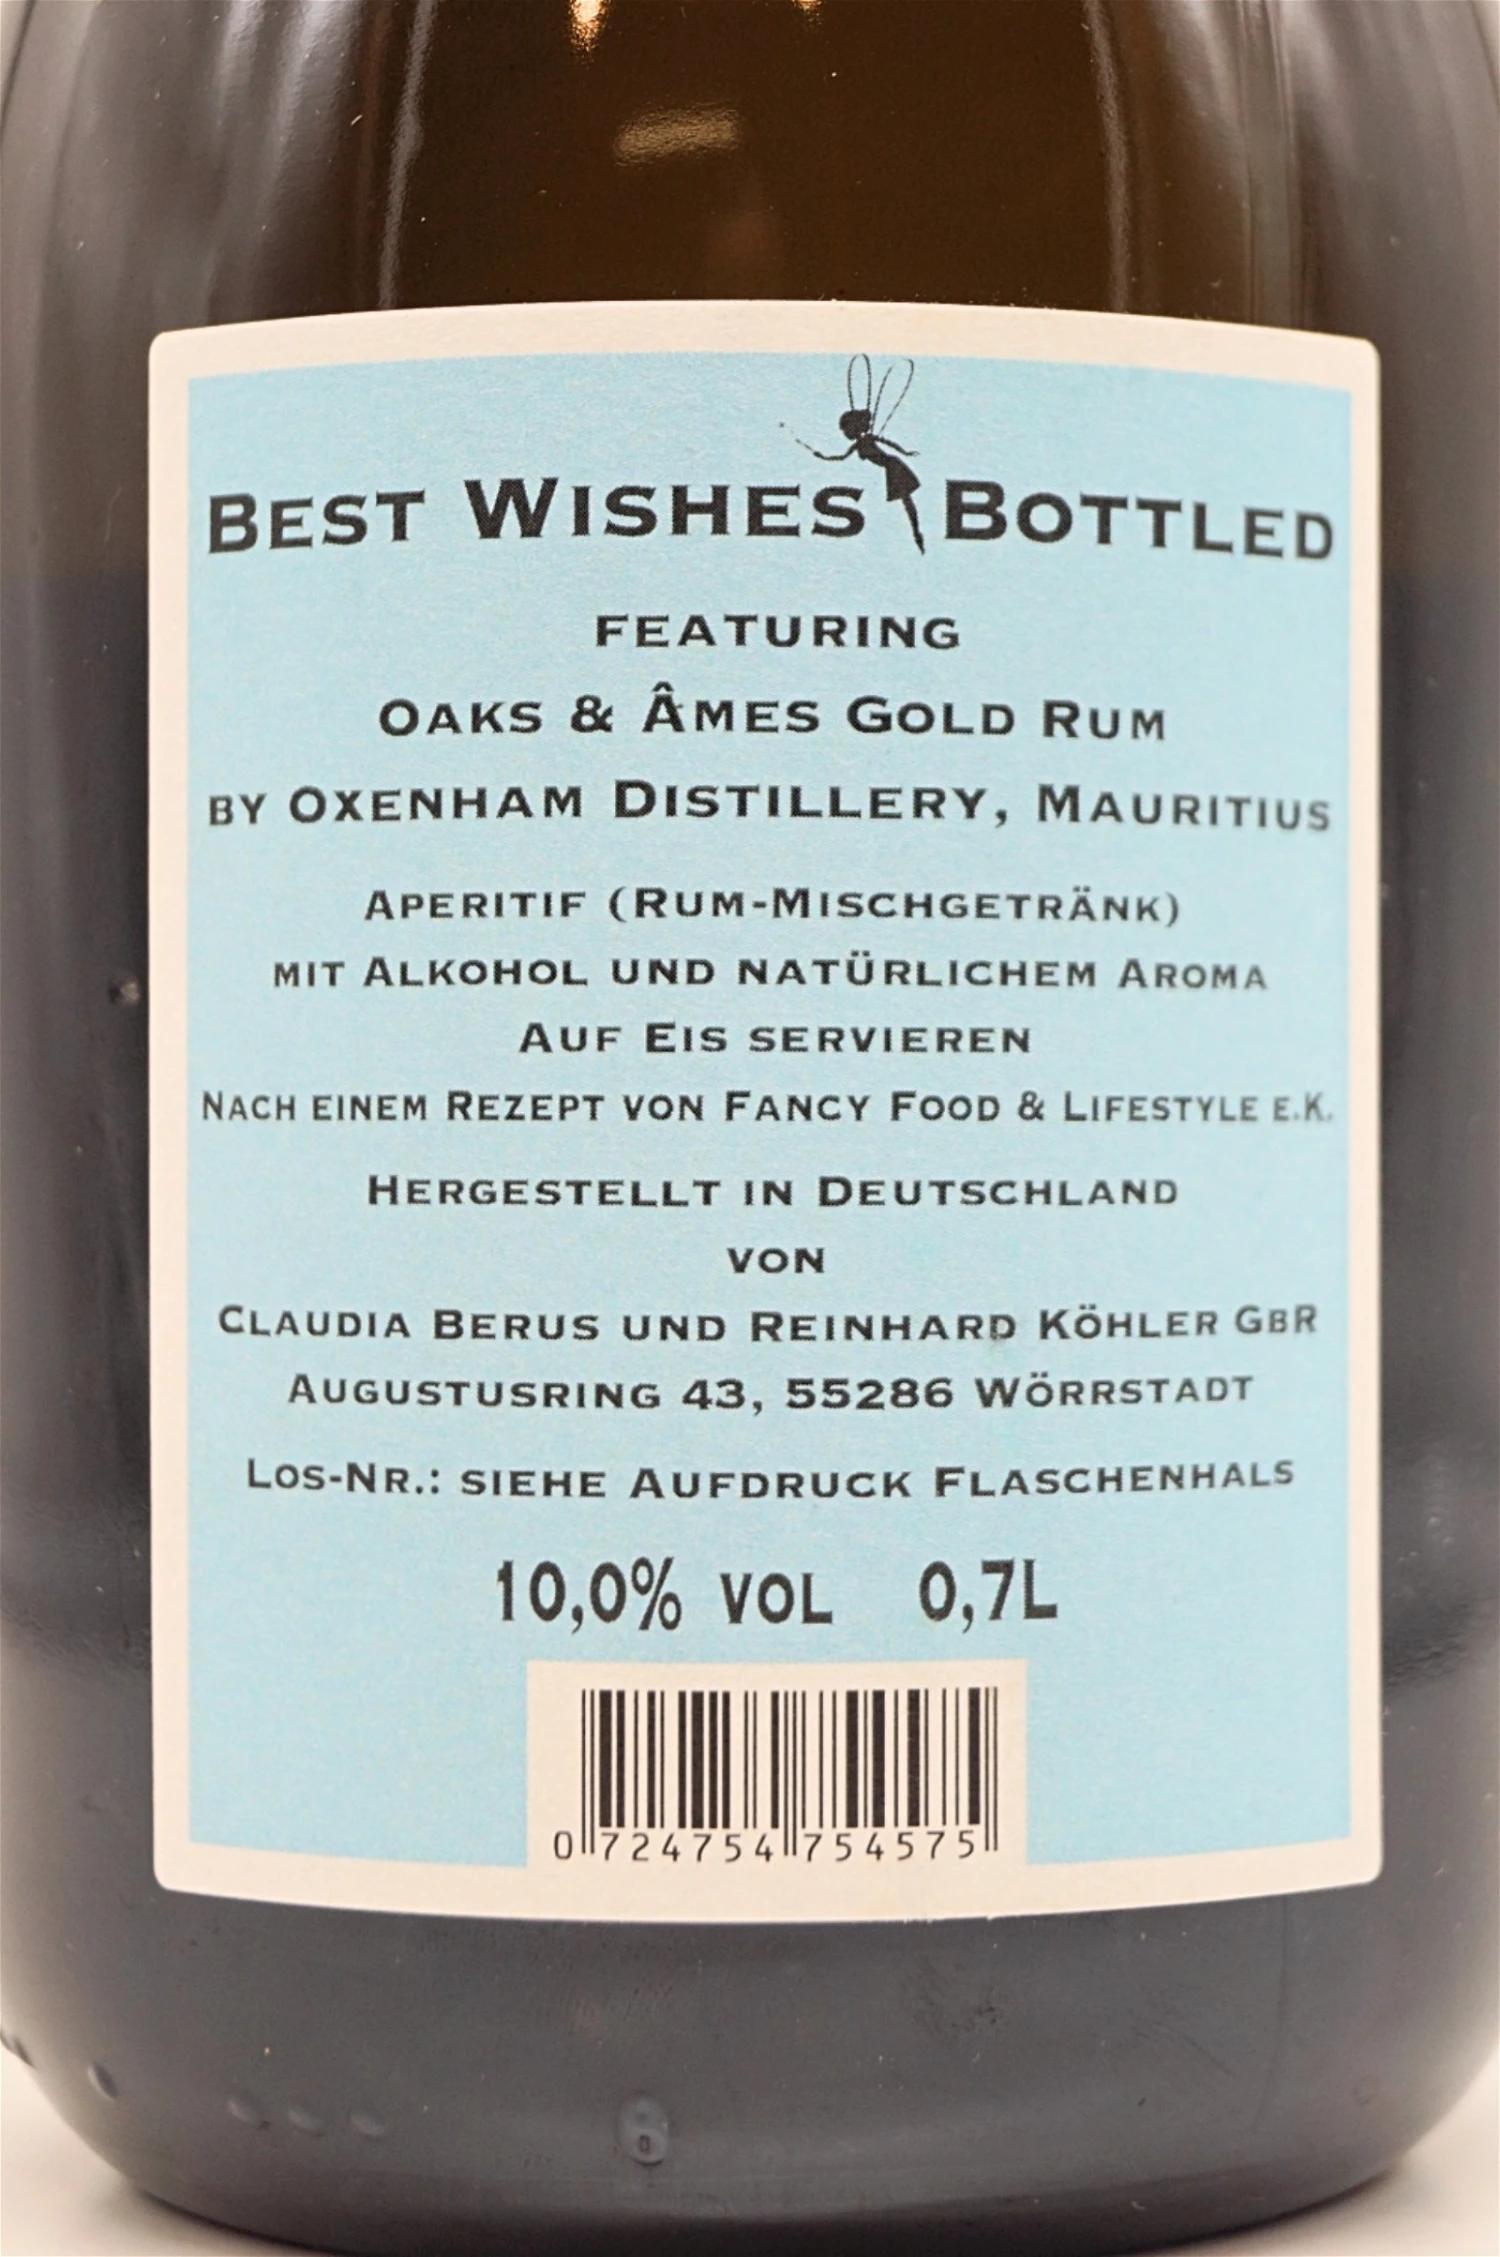 Best Wishes Bottled
featuring
Oaks & Âmes Gold Rum
by Oxenham Distillery, Mauritius
Aperitif (Rum-Mischgetränk)
mit Alkohol und natürlichem Aroma
Auf Eis servieren
Nach einem Rezept von Fancy Food & Lifestyle e.K.
Hergestellt in Deutschland
von
Claudia Berus und Reinhard Köhler GbR
Augustusring 43, 55286 Wörrstadt
Los-Nr.: siehe Aufdruck Flaschenhals
10,0% vol 0,7L
0 724754 754575